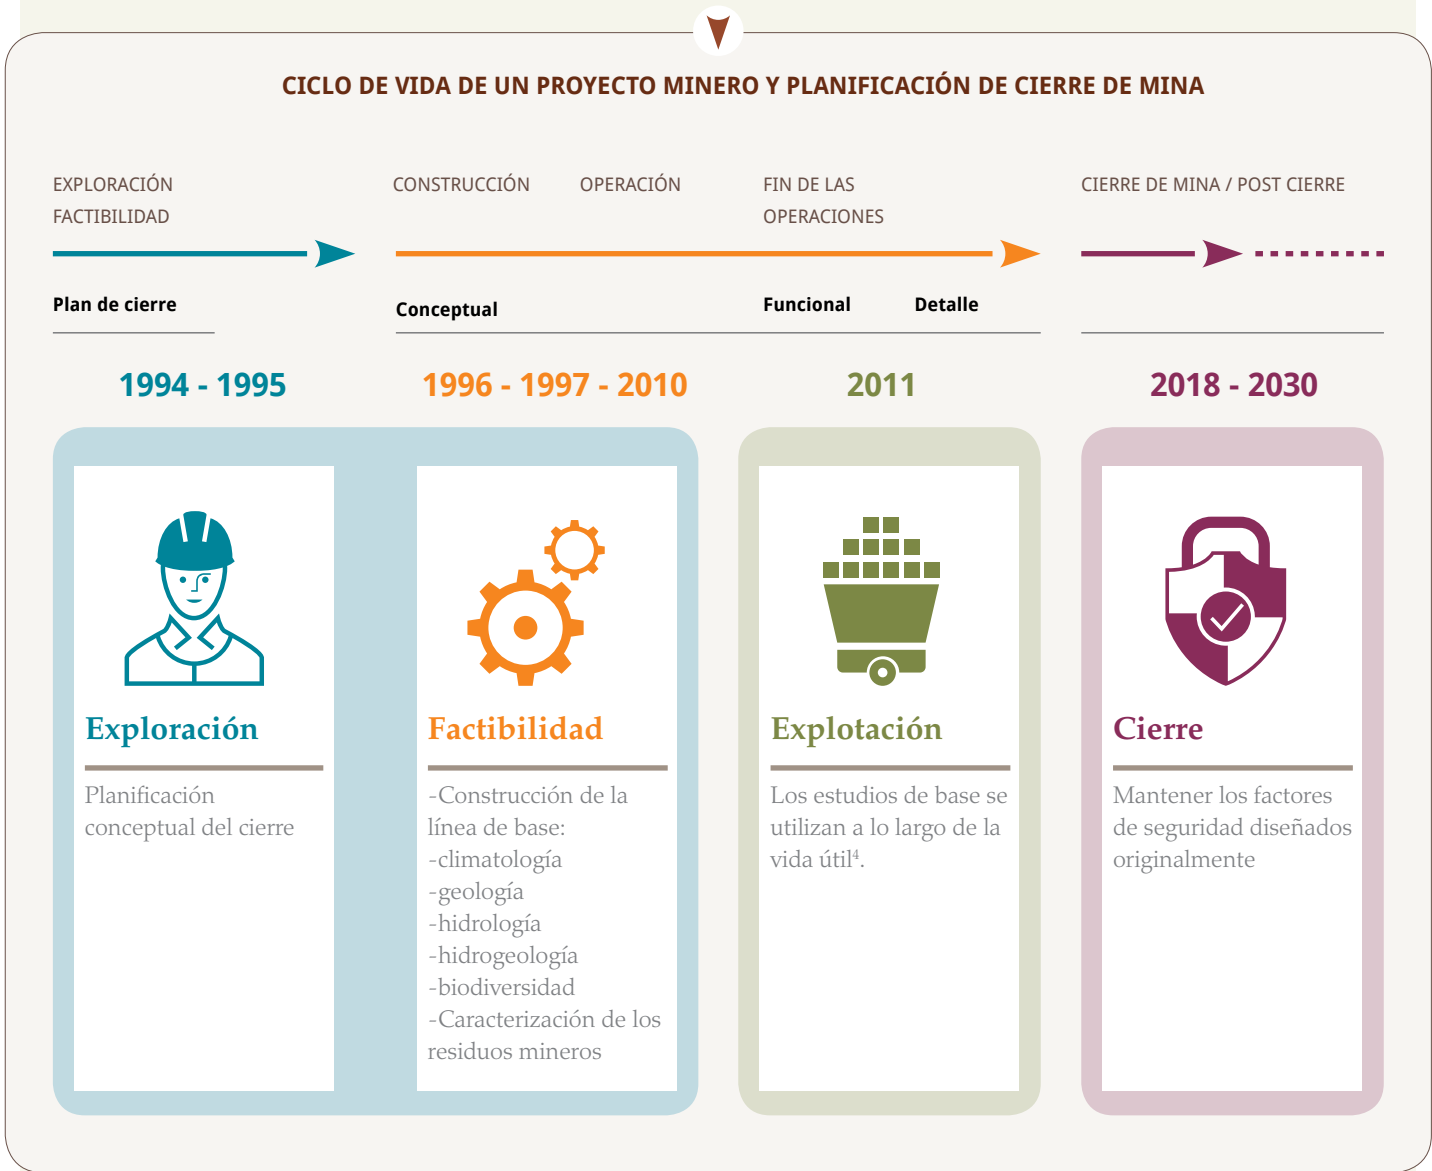 CICLO DE VIDA DE UN PROYECTO MINERO Y PLANIFICACIÓN DE CIERRE DE MINA
EXPLORACIÓN
FACTIBILIDAD
CONSTRUCCIÓN
OPERACIÓN
FIN DE LAS
OPERACIONES
CIERRE DE MINA / POST CIERRE
Plan de cierre
Conceptual
Funcional
Detalle
1994 - 1995
1996 - 1997 - 2010
2011
2018 - 2030
Exploración
Planificación
conceptual del cierre
Factibilidad
-Construcción de la
línea de base:
-climatología
-geología
-hidrología
-hidrogeología
-biodiversidad
-Caracterización de los
residuos mineros
Explotación
Los estudios de base se
utilizan a lo largo de la
vida útil⁴.
Cierre
Mantener los factores
de seguridad diseñados
originalmente